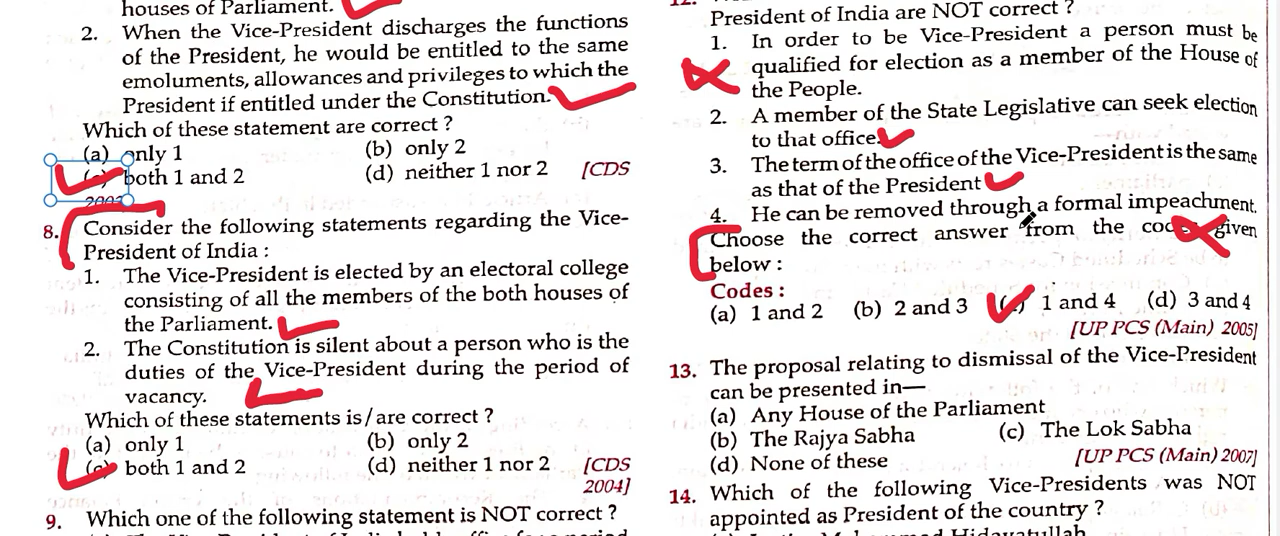 houses of Parliament.
2. When the Vice-President discharges the functions
of the President, he would be entitled to the same
emoluments, allowances and privileges to which the
President if entitled under the Constitution.
Which of these statement are correct ?
(a) only 1 (b) only 2
(c) both 1 and 2 (d) neither 1 nor 2 [CDS
2003]
8. Consider the following statements regarding the Vice-
President of India :
1. The Vice-President is elected by an electoral college
consisting of all the members of the both houses of
the Parliament.
2. The Constitution is silent about a person who is the
duties of the Vice-President during the period of
vacancy.
Which of these statements is/are correct ?
(a) only 1 (b) only 2
(c) both 1 and 2 (d) neither 1 nor 2 [CDS
2004]
9. Which one of the following statement is NOT correct ?
12.
President of India are NOT correct ?
1. In order to be Vice-President a person must be
qualified for election as a member of the House of
the People.
2. A member of the State Legislative can seek election
to that office.
3. The term of the office of the Vice-President is the same
as that of the President
4. He can be removed through a formal impeachment.
Choose the correct answer from the codes given
below :
Codes :
(a) 1 and 2 (b) 2 and 3 (c) 1 and 4 (d) 3 and 4
[UP PCS (Main) 2005]
13. The proposal relating to dismissal of the Vice-President
can be presented in—
(a) Any House of the Parliament
(b) The Rajya Sabha (c) The Lok Sabha
(d) None of these [UP PCS (Main) 2007]
14. Which of the following Vice-Presidents was NOT
appointed as President of the country ?